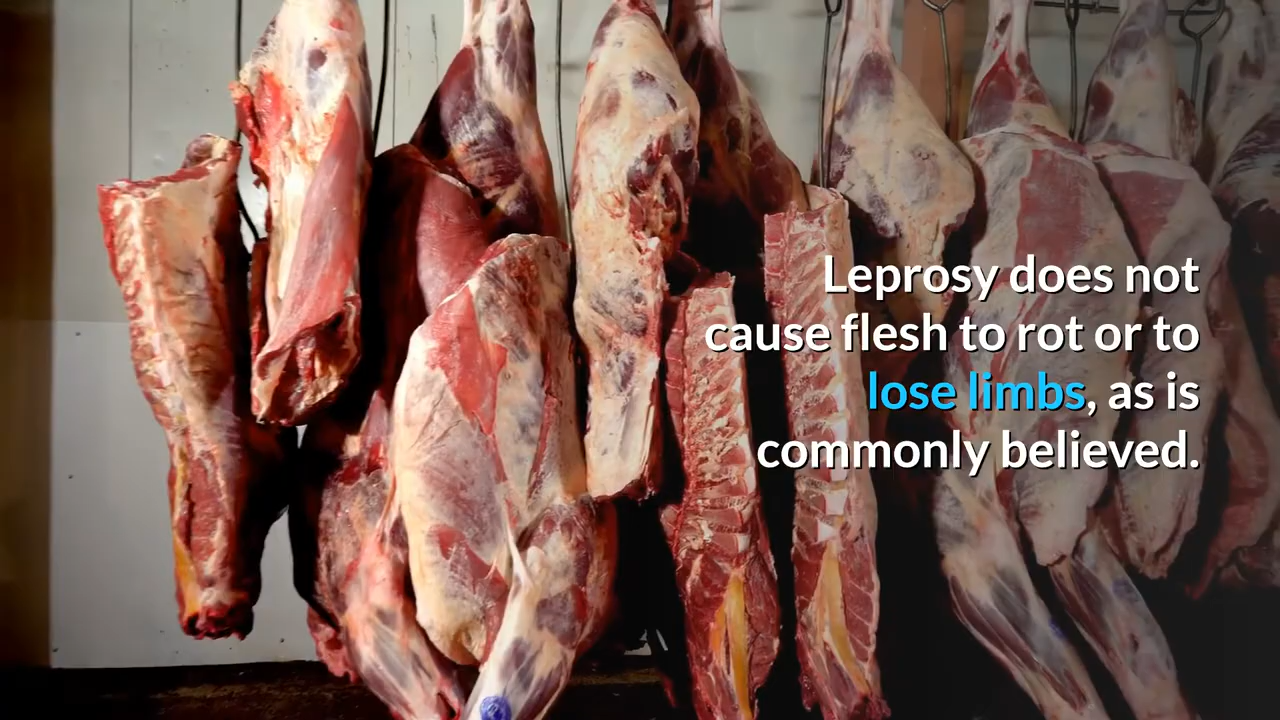 Leprosy does not
cause flesh to rot or to
lose limbs, as is
commonly believed.